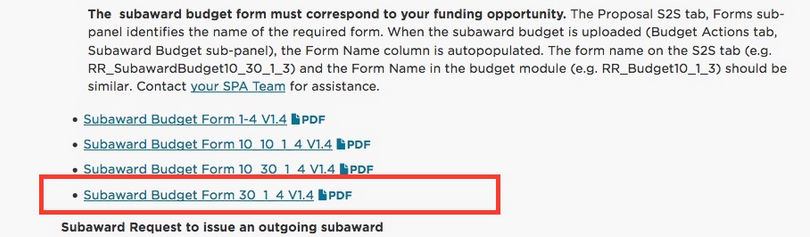 The subaward budget form must correspond to your funding opportunity. The Proposal S2S tab, Forms sub-
panel identifies the name of the required form. When the subaward budget is uploaded (Budget Actions tab,
Subaward Budget sub-panel), the Form Name column is autopopulated. The form name on the S2S tab (e.g.
RR_SubawardBudget10_30_1_3) and the Form Name in the budget module (e.g. RR_Budget10_1_3) should be
similar. Contact your SPA Team for assistance.
• Subaward Budget Form 1-4 V1.4 PDF
• Subaward Budget Form 10_10_1_4 V1.4 PDF
• Subaward Budget Form 10_30_1_4 V1.4 PDF
• Subaward Budget Form 30_1_4 V1.4 PDF
Subaward Request to issue an outgoing subaward